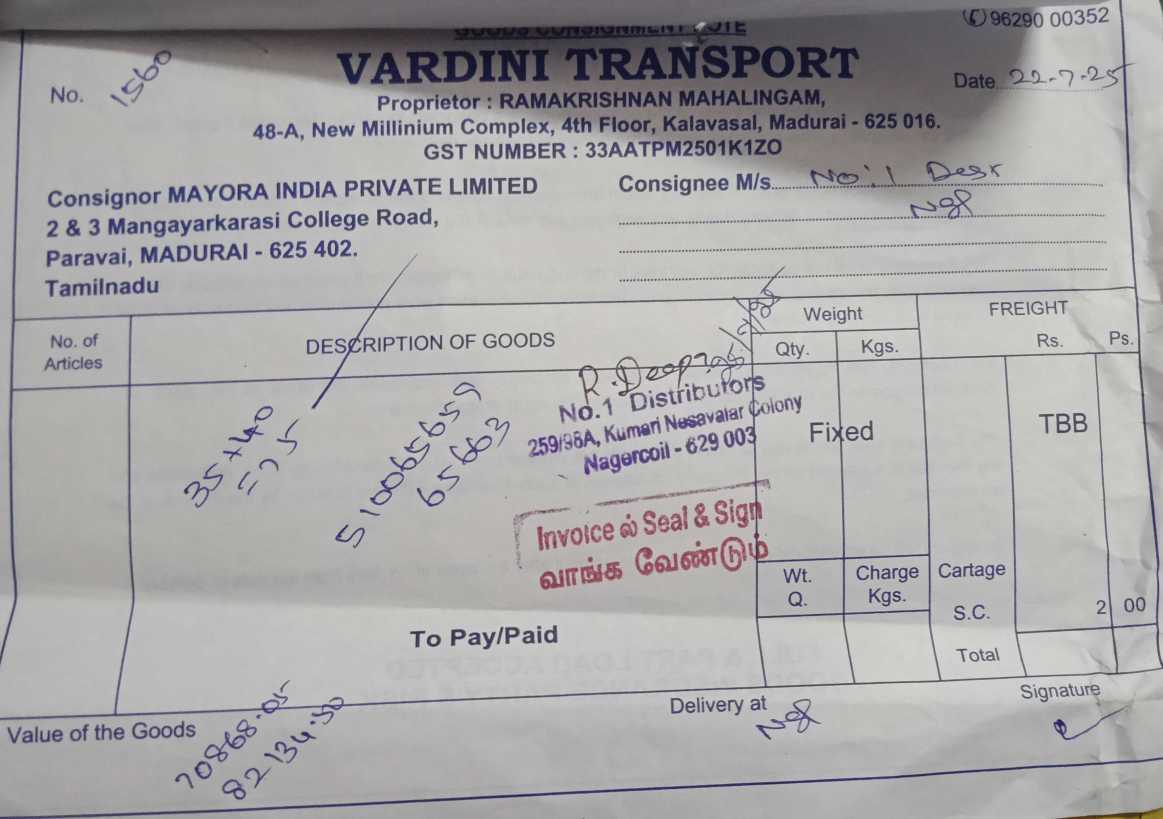 GOODS CONSIGNMENT NOTE
✆ 96290 00352
VARDINI TRANSPORT
No. 1560
Date 22-7-25
Proprietor : RAMAKRISHNAN MAHALINGAM,
48-A, New Millinium Complex, 4th Floor, Kalavasal, Madurai - 625 016.
GST NUMBER : 33AATPM2501K1ZO
Consignor MAYORA INDIA PRIVATE LIMITED
2 & 3 Mangayarkarasi College Road,
Paravai, MADURAI - 625 402.
Tamilnadu
Consignee M/s. No:1
Ngl
No. of Articles
DESCRIPTION OF GOODS
Weight
Qty. Kgs.
FREIGHT
Rs. Ps.
35+40
=75
510065659
65663
R. Deepa
No.1 Distributors
259/98A, Kumari Nesavalar Colony
Nagercoil - 629 003
Invoice ல் Seal & Sign
வாங்க வேண்டும்
Fixed
TBB
Wt. Q.
Charge Kgs.
Cartage
S.C. 2 00
Total
To Pay/Paid
Value of the Goods
70868.05
82134.50
Delivery at Ngl
Signature